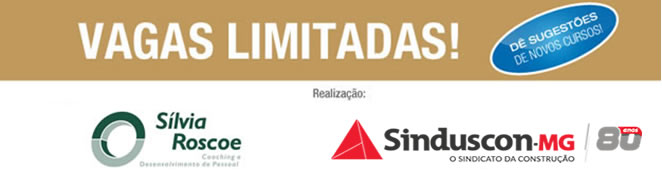 VAGAS LIMITADAS!
DÊ SUGESTÕES
DE NOVOS CURSOS!
Realização:
Sílvia
Roscoe
Coaching e
Desenvolvimento de Pessoal
Sinduscon-MG
O SINDICATO DA CONSTRUÇÃO
80 anos